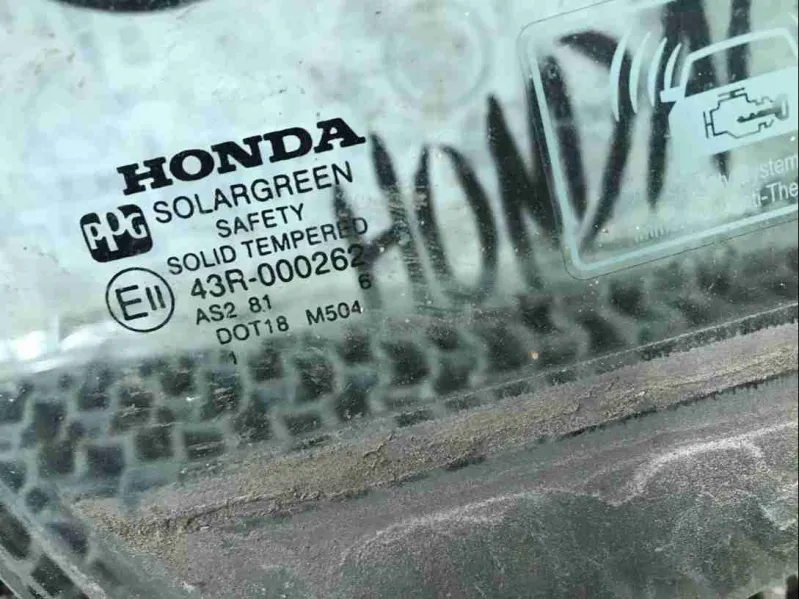 HONDA
PPG
SOLARGREEN
SAFETY
SOLID TEMPERED
E11
43R-000262
AS2 81 6
DOT18 M504
1
HONDA